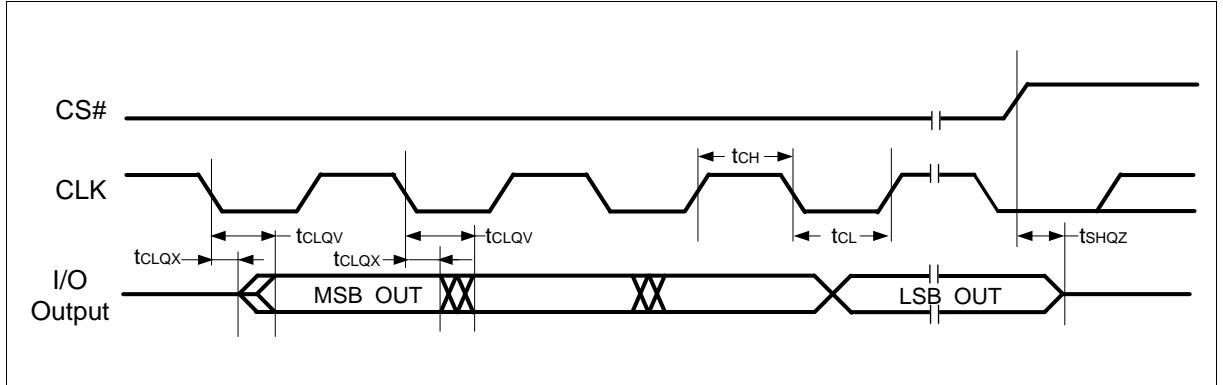 CS#
CLK
tCH
tCLQV
tCLQV
tCL
tSHQZ
tCLQX
tCLQX
I/O
Output
MSB OUT
LSB OUT